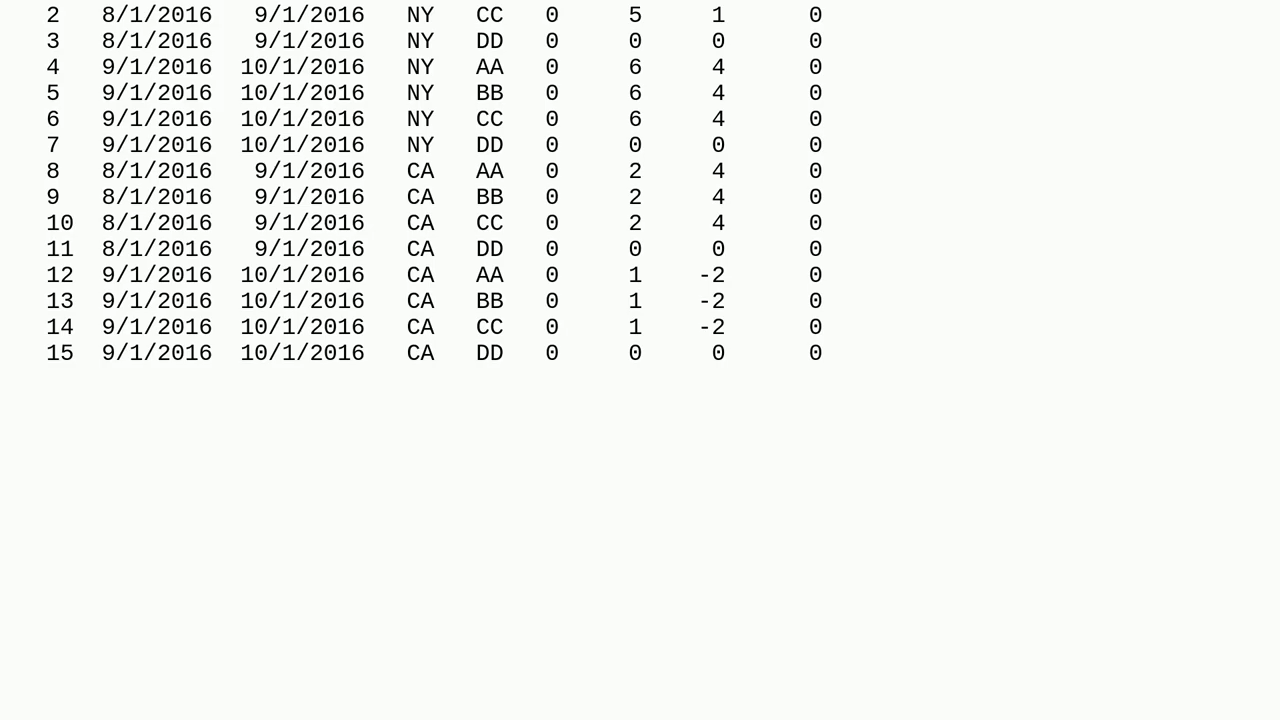 2 8/1/2016 9/1/2016 NY CC 0 5 1 0
3 8/1/2016 9/1/2016 NY DD 0 0 0 0
4 9/1/2016 10/1/2016 NY AA 0 6 4 0
5 9/1/2016 10/1/2016 NY BB 0 6 4 0
6 9/1/2016 10/1/2016 NY CC 0 6 4 0
7 9/1/2016 10/1/2016 NY DD 0 0 0 0
8 8/1/2016 9/1/2016 CA AA 0 2 4 0
9 8/1/2016 9/1/2016 CA BB 0 2 4 0
10 8/1/2016 9/1/2016 CA CC 0 2 4 0
11 8/1/2016 9/1/2016 CA DD 0 0 0 0
12 9/1/2016 10/1/2016 CA AA 0 1 -2 0
13 9/1/2016 10/1/2016 CA BB 0 1 -2 0
14 9/1/2016 10/1/2016 CA CC 0 1 -2 0
15 9/1/2016 10/1/2016 CA DD 0 0 0 0